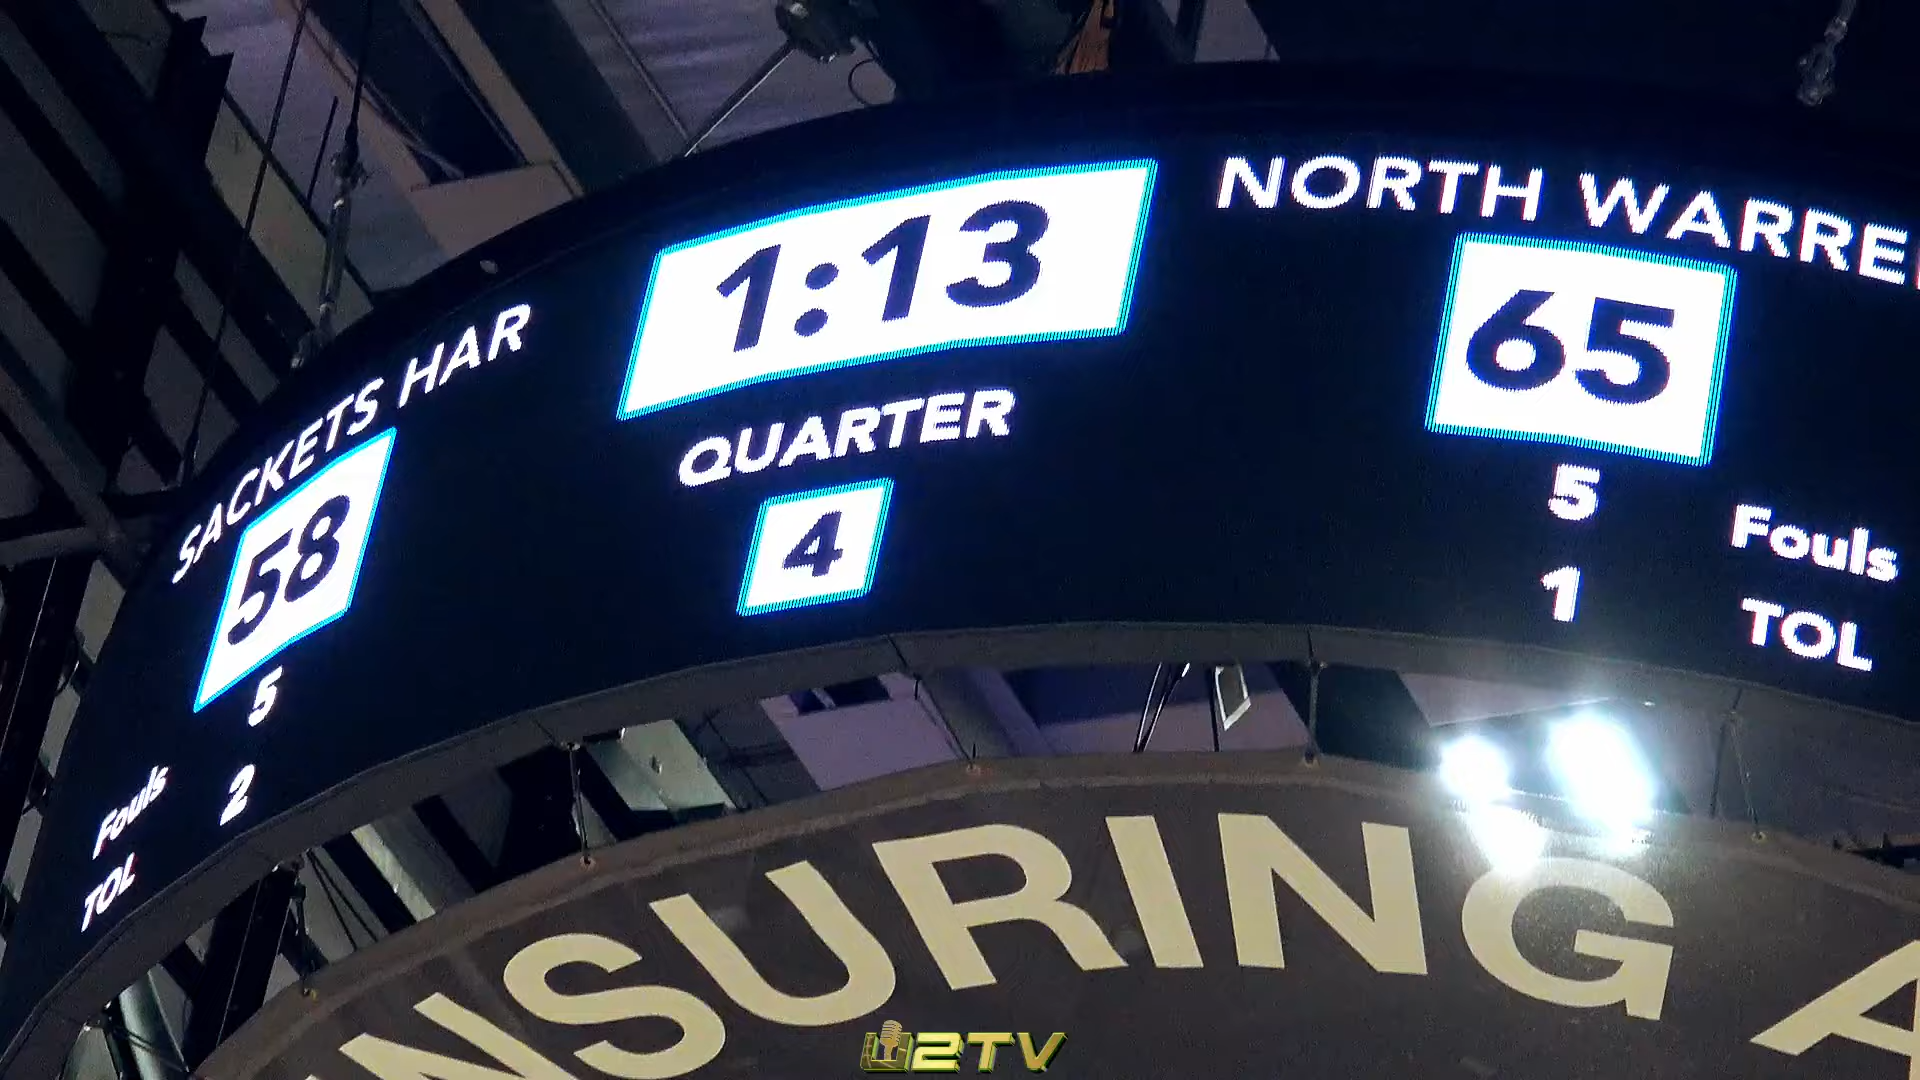 SACKETS HAR
58
5
Fouls
2
TOL
1:13
QUARTER
4
NORTH WARRE
65
5 Fouls
1 TOL
NSURING A
U2TV